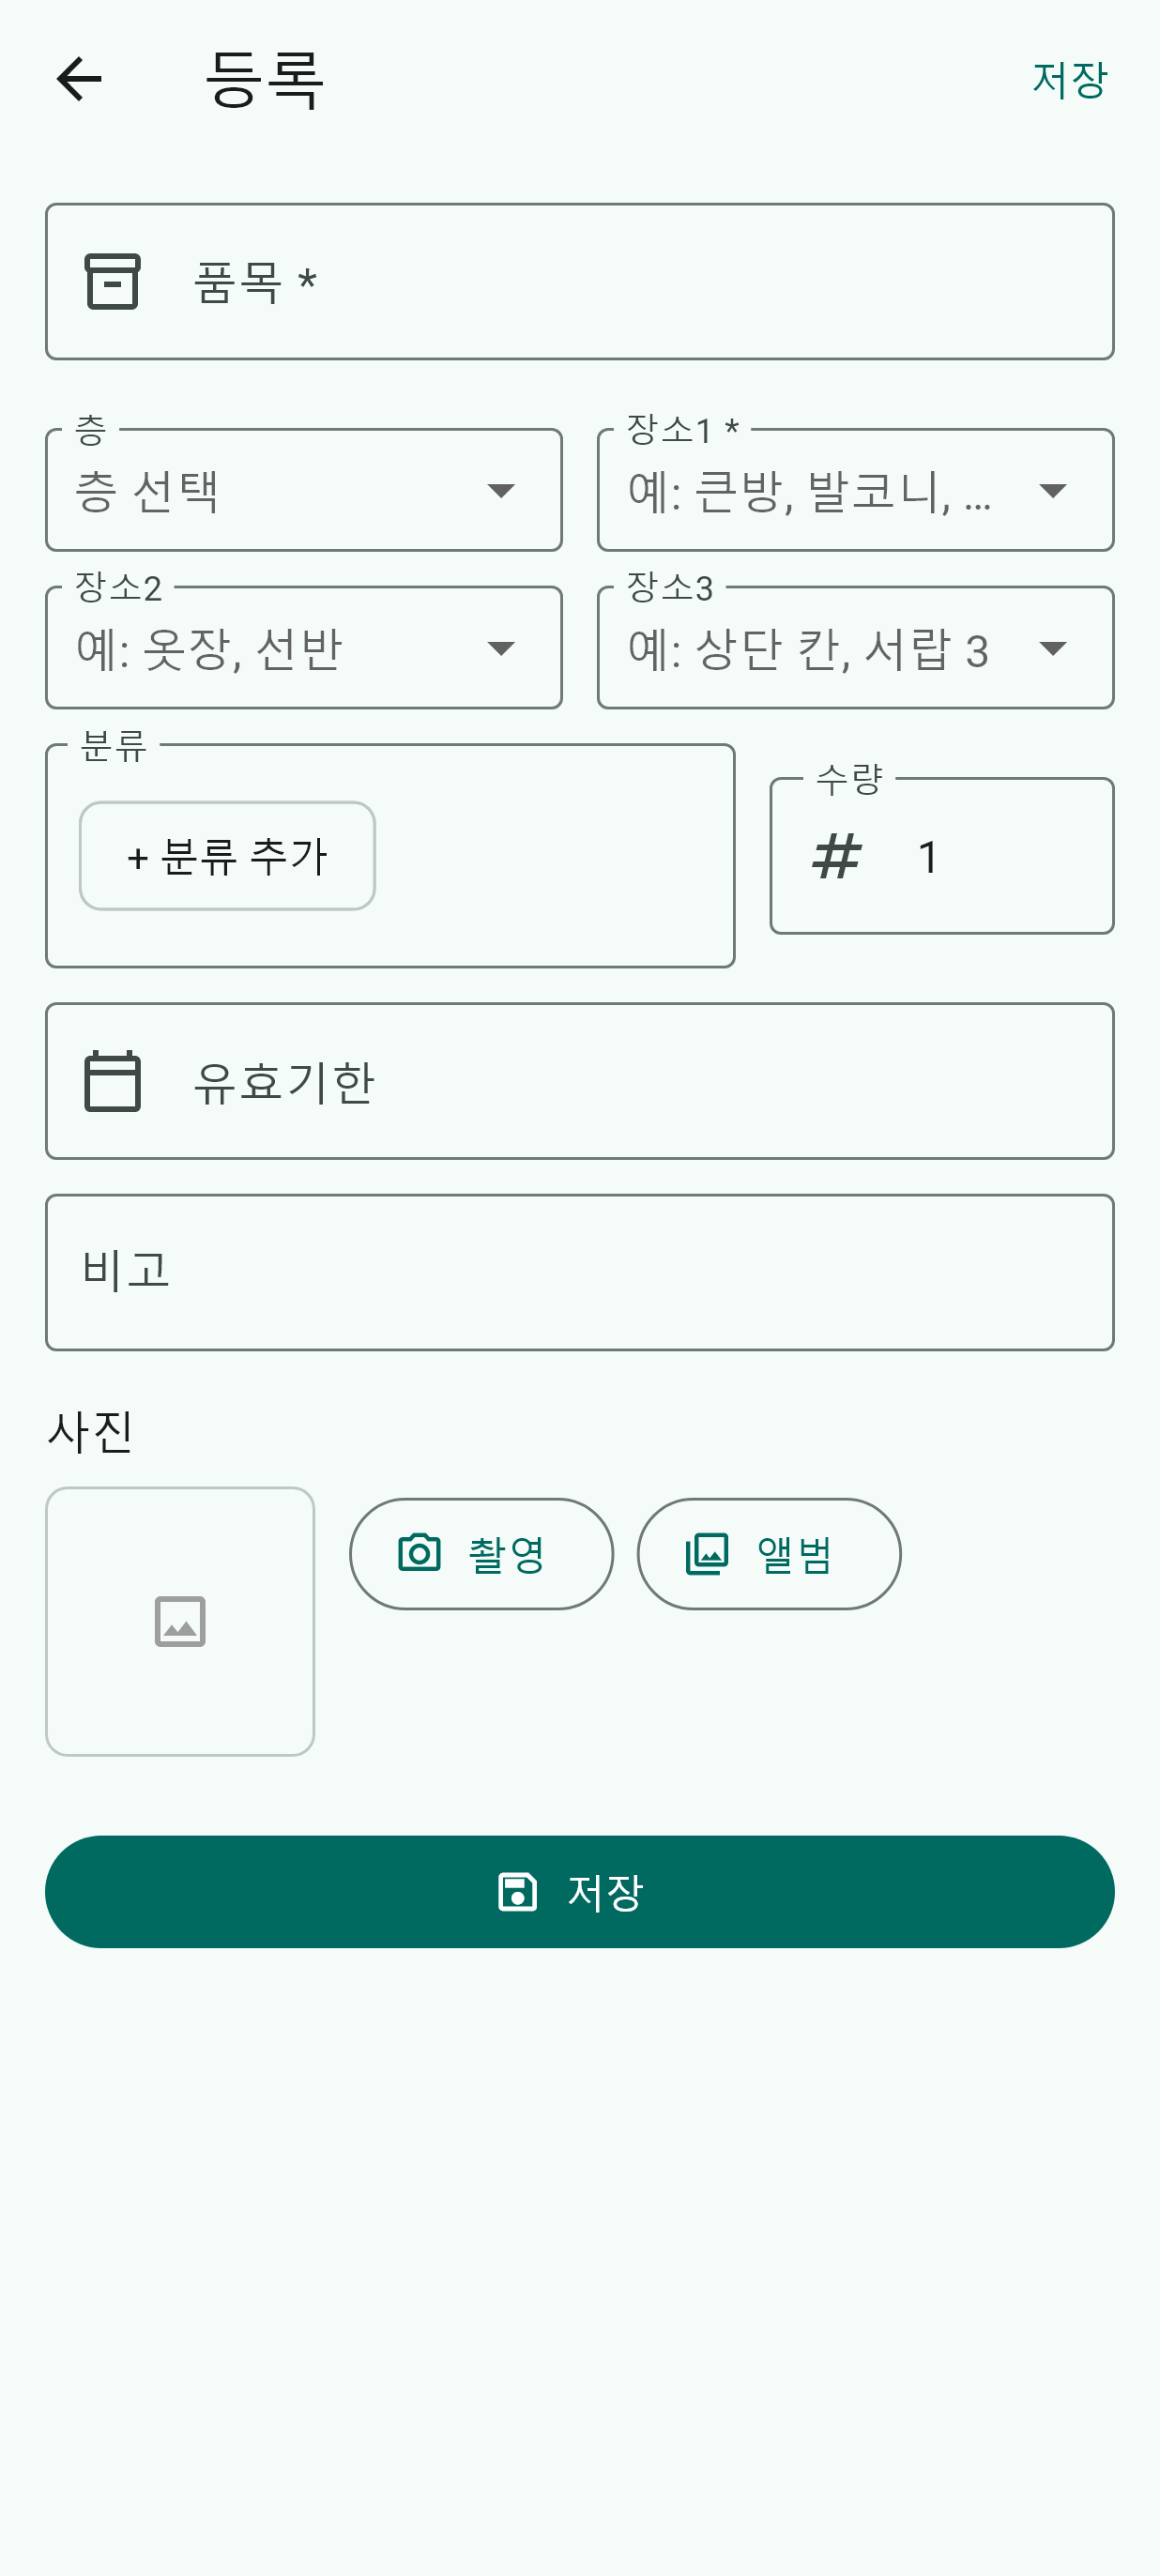 등록
저장
품목 *
층
층 선택
장소1 *
예: 큰방, 발코니, ...
장소2
예: 옷장, 선반
장소3
예: 상단 칸, 서랍 3
분류
+ 분류 추가
수량
# 1
유효기한
비고
사진
촬영
앨범
저장